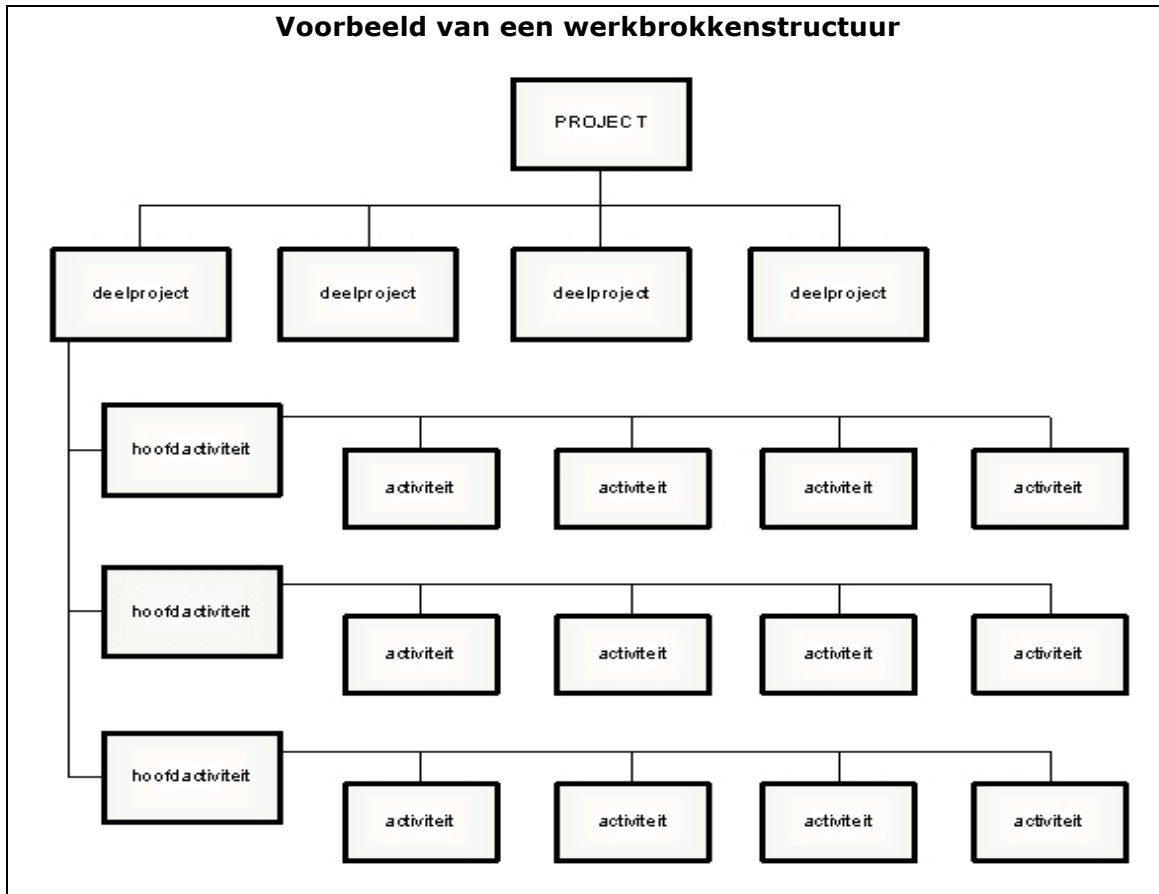 Voorbeeld van een werkbrokkenstructuur
PROJECT
deelproject deelproject deelproject deelproject
hoofdactiviteit
activiteit activiteit activiteit activiteit
hoofdactiviteit
activiteit activiteit activiteit activiteit
hoofdactiviteit
activiteit activiteit activiteit activiteit